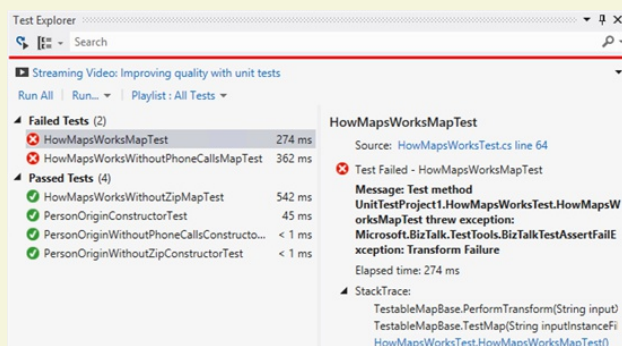 Test Explorer
Search
Streaming Video: Improving quality with unit tests
Run All | Run... | Playlist : All Tests
Failed Tests (2)
HowMapsWorksMapTest 274 ms
HowMapsWorksWithoutPhoneCallsMapTest 362 ms
Passed Tests (4)
HowMapsWorksWithoutZipMapTest 542 ms
PersonOriginConstructorTest 45 ms
PersonOriginWithoutPhoneCallsConstructo... < 1 ms
PersonOriginWithoutZipConstructorTest < 1 ms
HowMapsWorksMapTest
Source: HowMapsWorksTest.cs line 64
Test Failed - HowMapsWorksMapTest
Message: Test method
UnitTestProject1.HowMapsWorksTest.HowMapsW
orksMapTest threw exception:
Microsoft.BizTalk.TestTools.BizTalkTestAssertFailE
xception: Transform Failure
Elapsed time: 274 ms
StackTrace:
TestableMapBase.PerformTransform(String input)
TestableMapBase.TestMap(String inputInstanceFi
HowMapsWorksTest.HowMapsWorksMapTest()